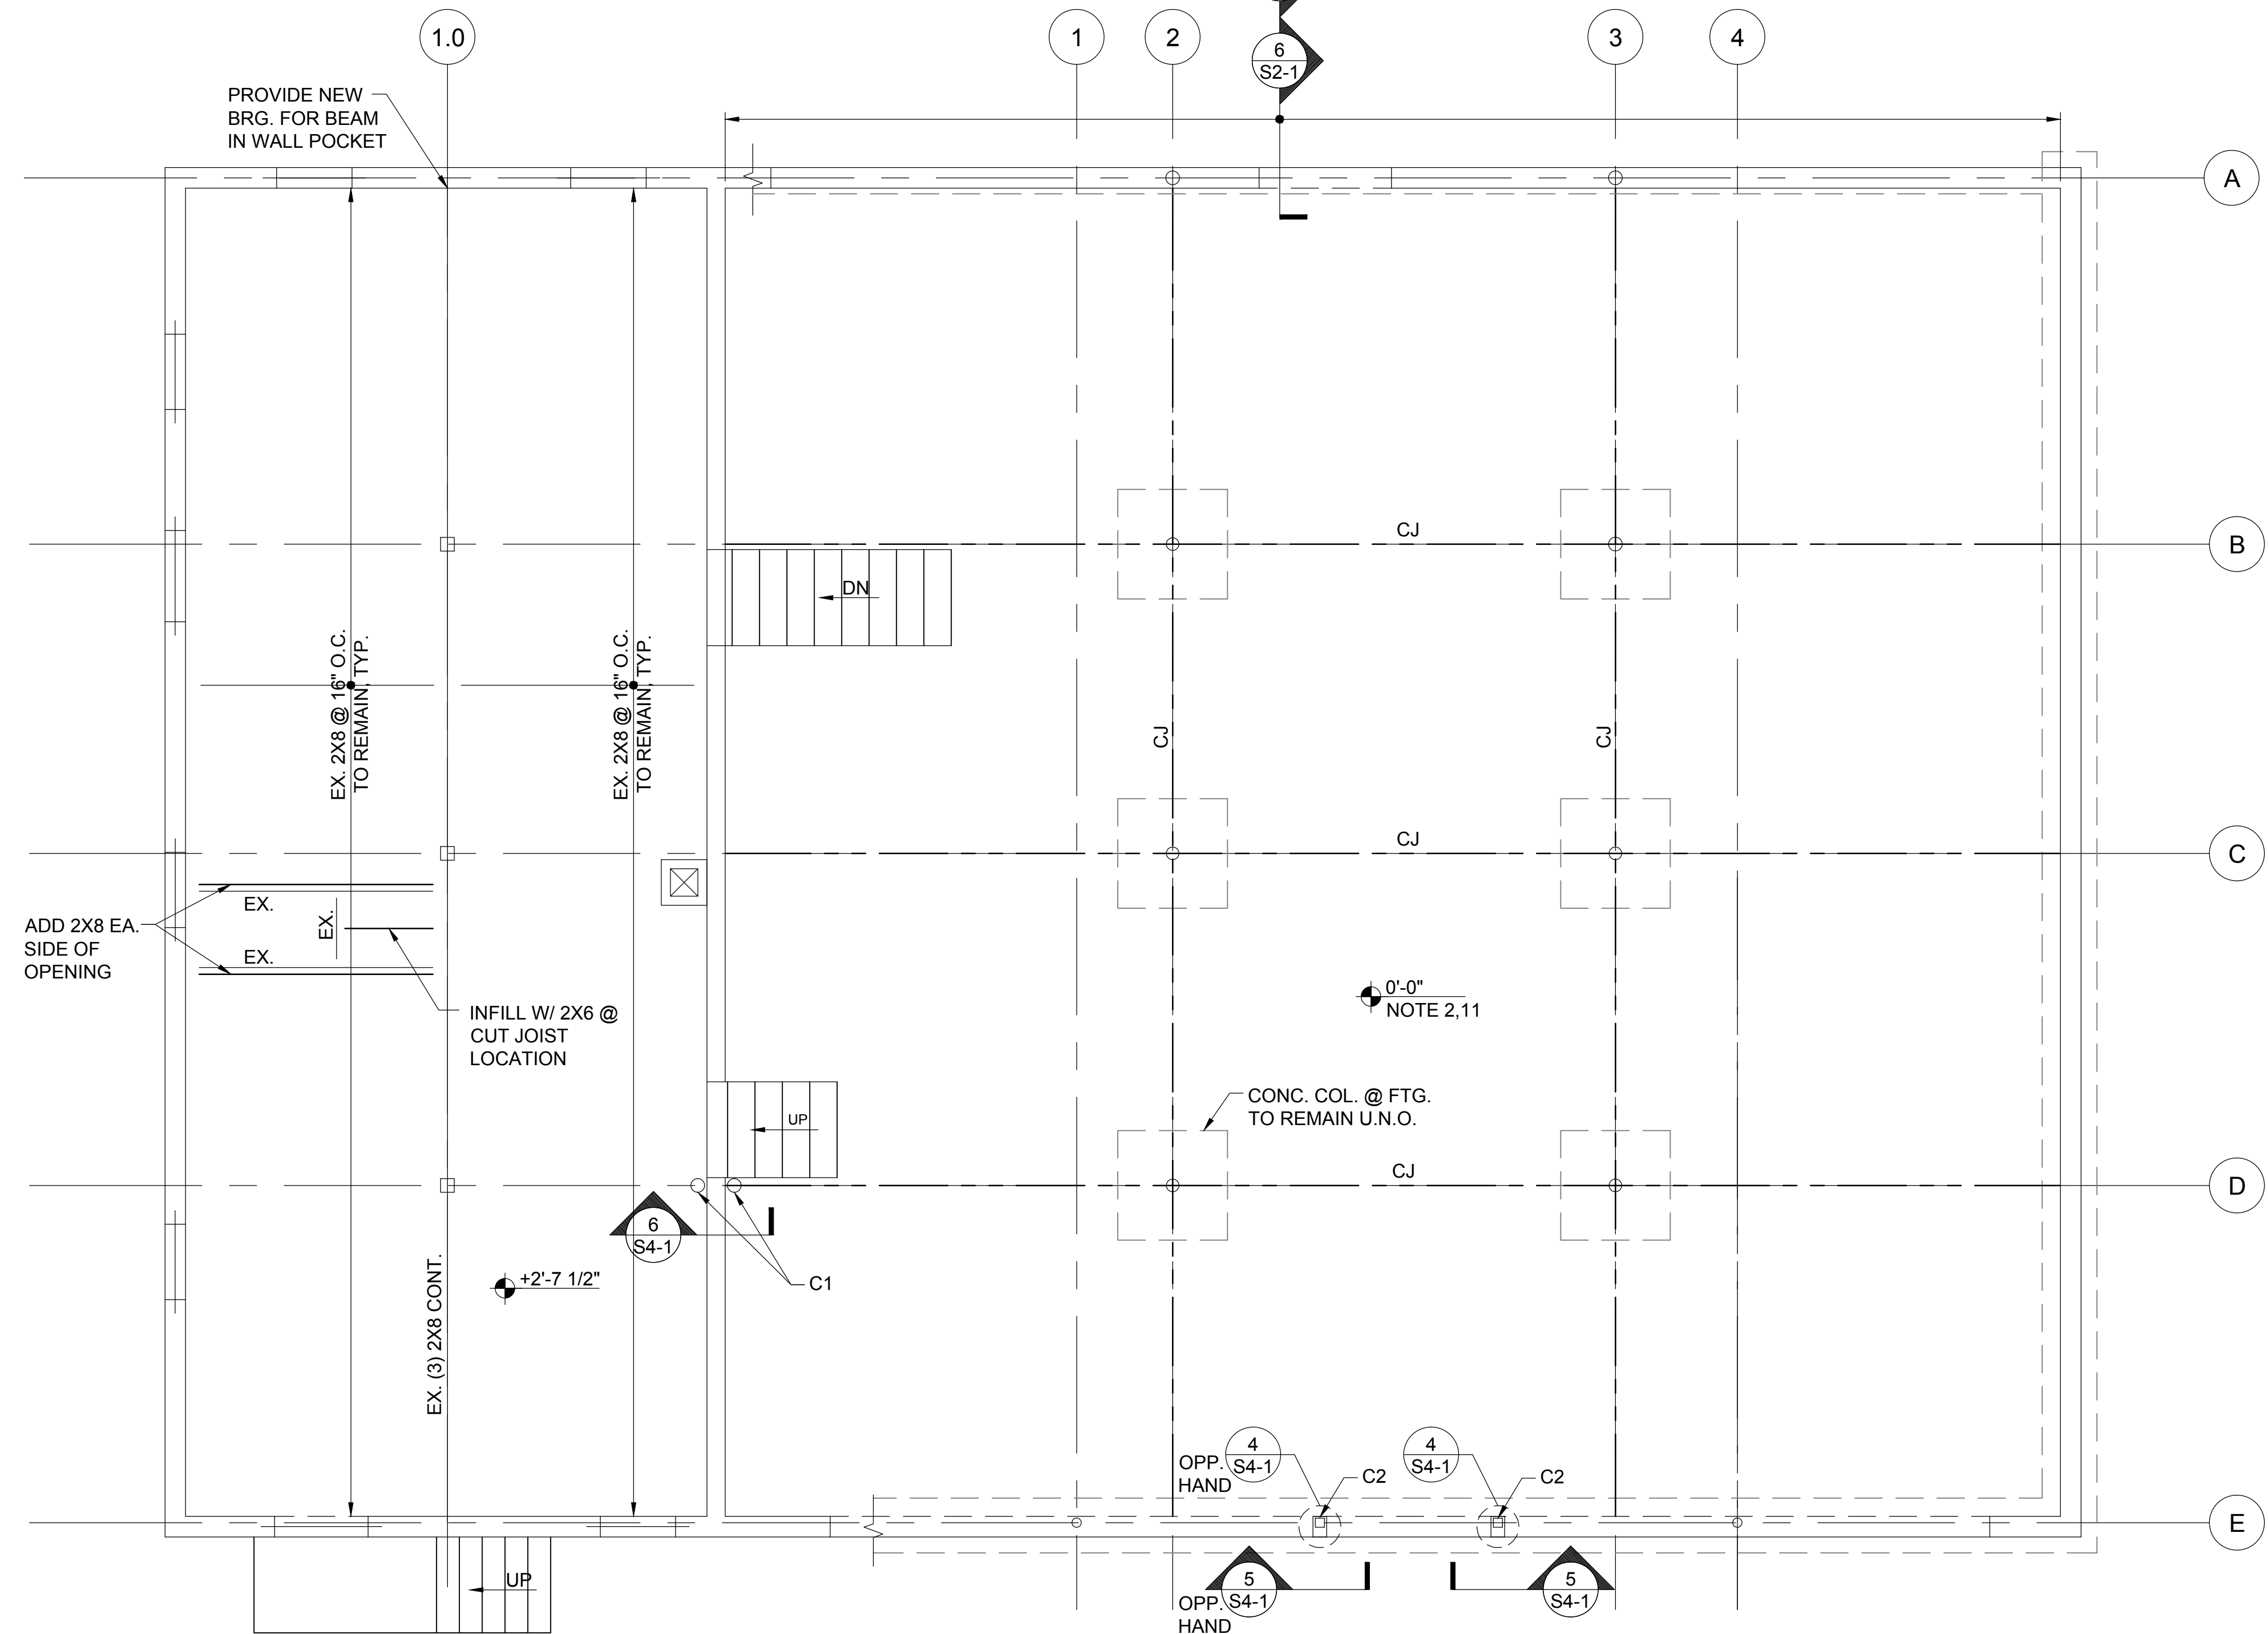 1.0
1
2
3
4
6
S2-1
PROVIDE NEW
BRG. FOR BEAM
IN WALL POCKET
A
B
CJ
DN
EX. 2X8 @ 16" O.C.
TO REMAIN, TYP.
EX. 2X8 @ 16" O.C.
TO REMAIN, TYP.
CJ
CJ
CJ
C
EX.
EX.
EX.
ADD 2X8 EA.
SIDE OF
OPENING
INFILL W/ 2X6 @
CUT JOIST
LOCATION
0'-0"
NOTE 2,11
CONC. COL. @ FTG.
TO REMAIN U.N.O.
UP
CJ
D
6
S4-1
C1
+2'-7 1/2"
EX. (3) 2X8 CONT.
OPP.
HAND
4
S4-1
C2
4
S4-1
C2
E
UP
OPP.
HAND
5
S4-1
5
S4-1